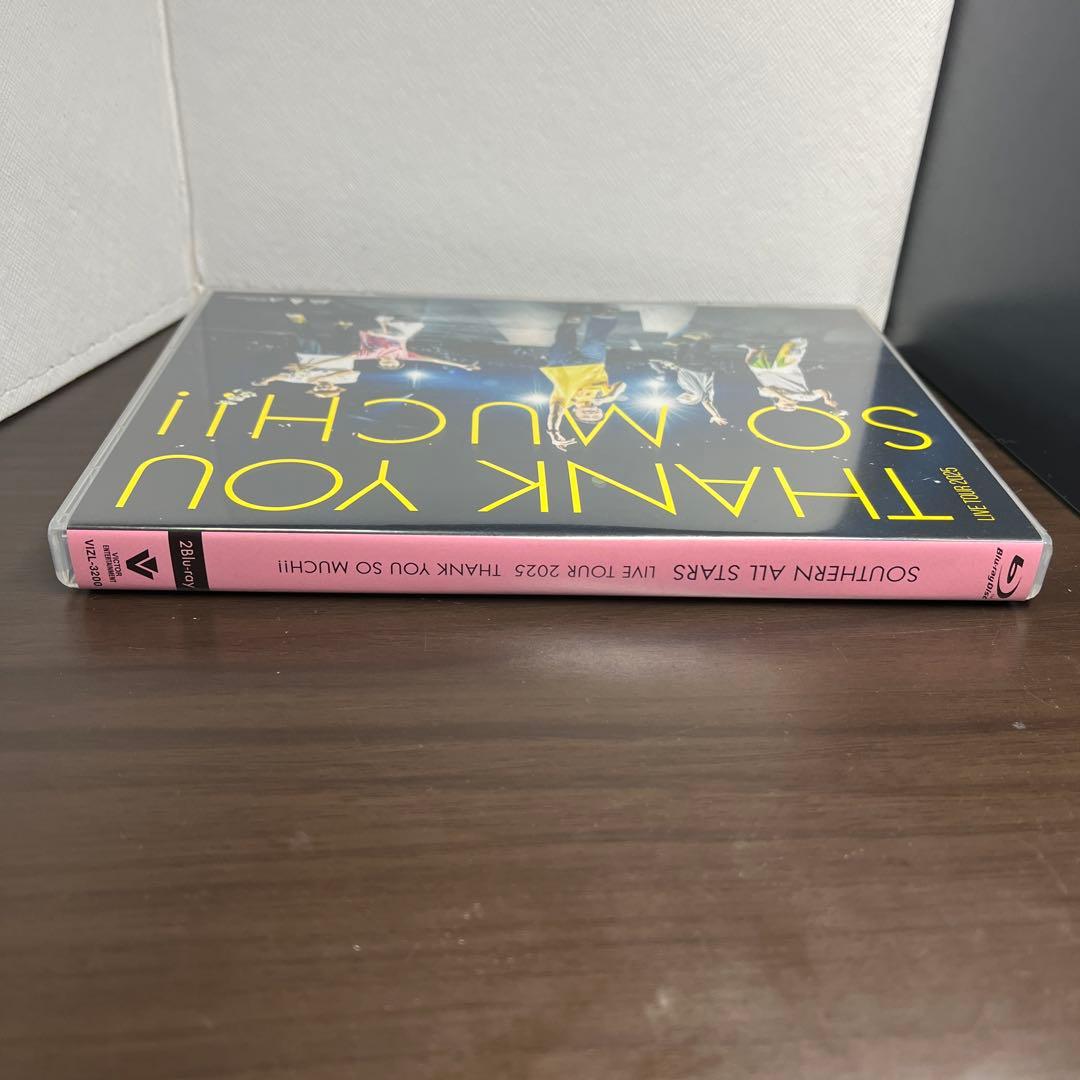 LIVE TOUR 2025
THANK YOU
SO MUCH!!
Blu-ray Disc
SOUTHERN ALL STARS LIVE TOUR 2025 THANK YOU SO MUCH!!
2Blu-ray
VICTOR
ENTERTAINMENT
VIZL-3200